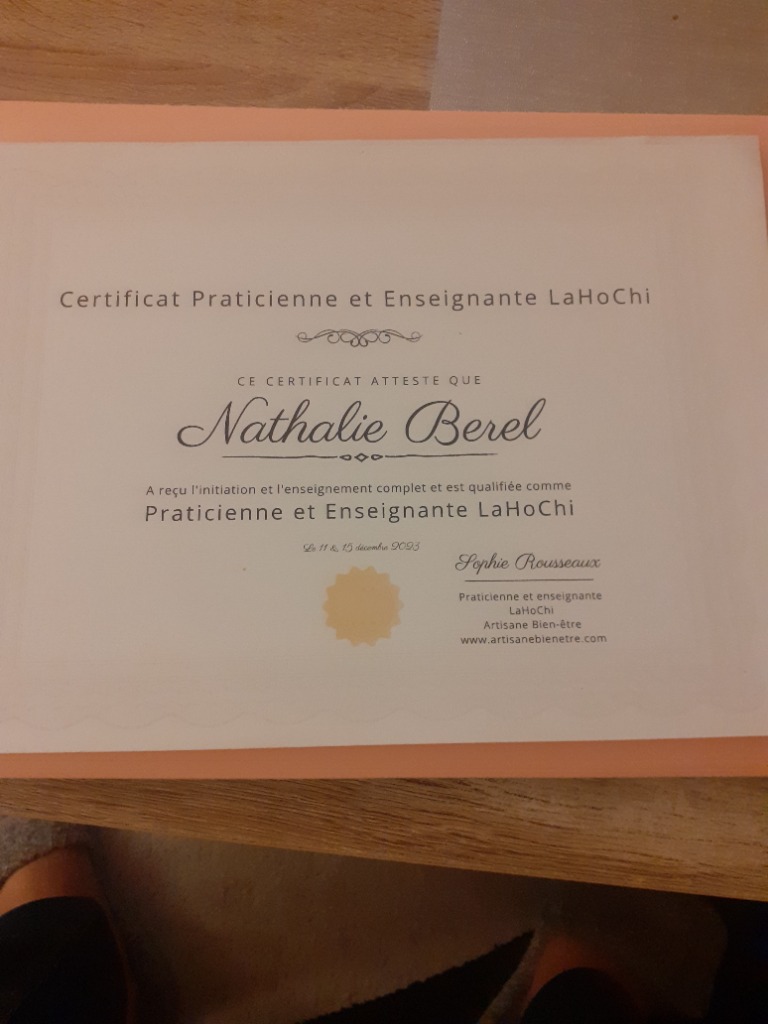 Certificat Praticienne et Enseignante LaHoChi
CE CERTIFICAT ATTESTE QUE
Nathalie Berel
A reçu l'initiation et l'enseignement complet et est qualifiée comme
Praticienne et Enseignante LaHoChi
Le 11 & 15 décembre 2023
Sophie Rousseaux
Praticienne et enseignante
LaHoChi
Artisane Bien-être
www.artisanebienetre.com